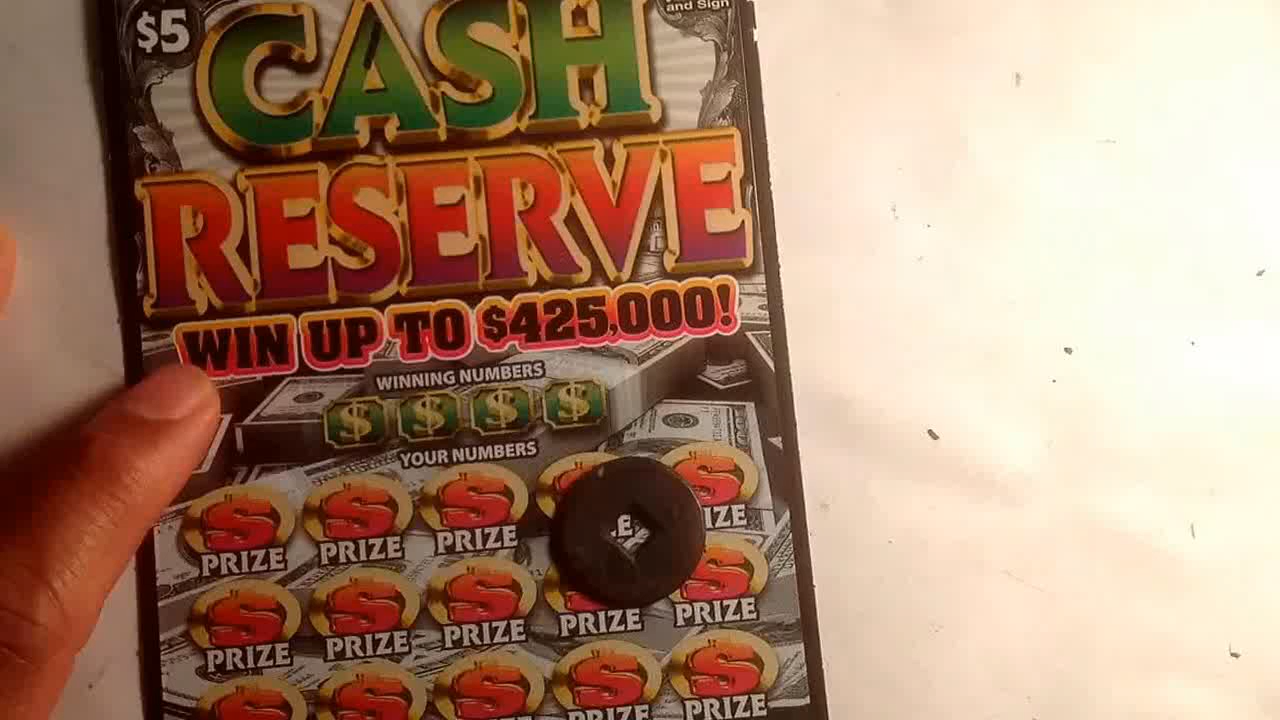 $5
and Sign
CASH
RESERVE
WIN UP TO $425,000!
WINNING NUMBERS
$ $ $ $
YOUR NUMBERS
$ $ $ $ $
PRIZE PRIZE PRIZE IZE
$ $ $ $ $
PRIZE PRIZE PRIZE PRIZE PRIZE
$ $ $ $ $
PRIZE PRIZE